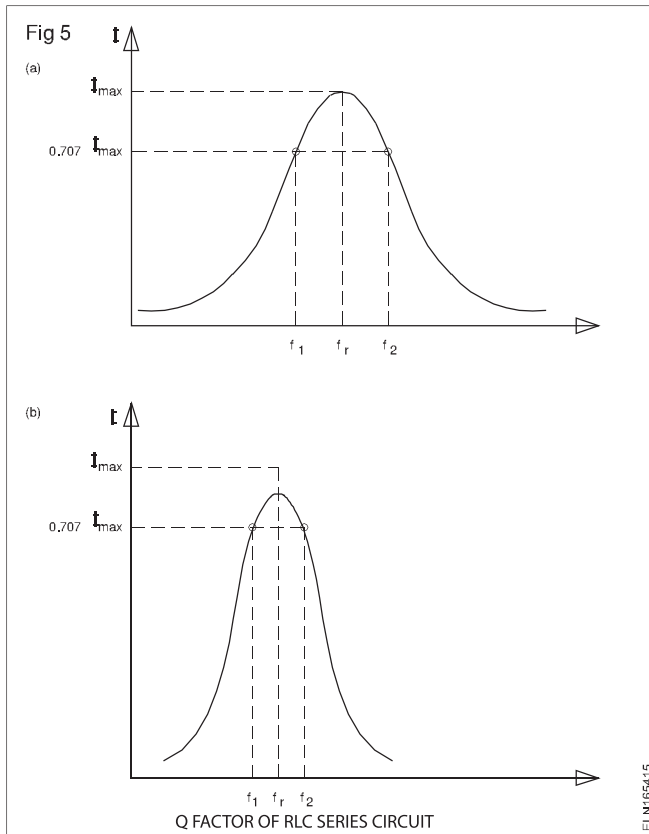 Fig 5
I
(a)
Imax
0.707 Imax
f1 fr f2
(b)
I
Imax
0.707 Imax
f1 fr f2
Q FACTOR OF RLC SERIES CIRCUIT
ELN165415